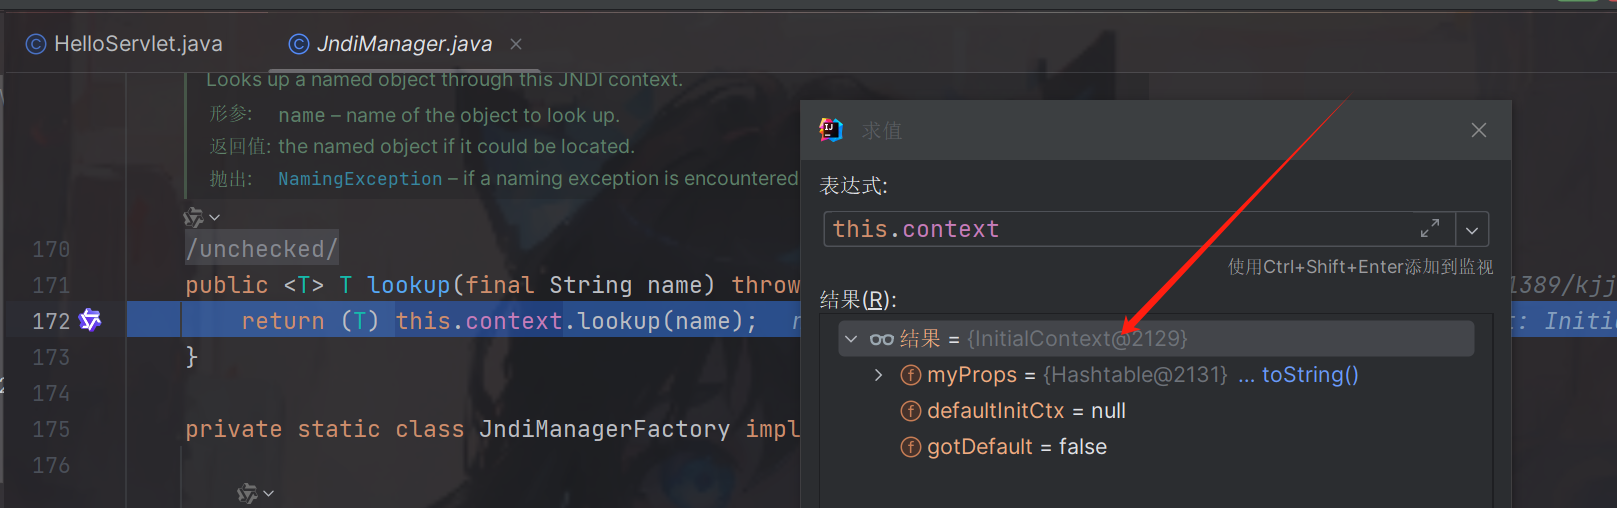 HelloServlet.java
JndiManager.java
Looks up a named object through this JNDI context.
形参: name – name of the object to look up.
返回值: the named object if it could be located.
抛出: NamingException – if a naming exception is encountered
170 /unchecked/
171 public <T> T lookup(final String name) throw
1389/kjj
172 return (T) this.context.lookup(name);
: Initi
173 }
174
175 private static class JndiManagerFactory impl
176
求值
表达式:
this.context
使用Ctrl+Shift+Enter添加到监视
结果(R):
结果 = {InitialContext@2129}
myProps = {Hashtable@2131} ... toString()
defaultInitCtx = null
gotDefault = false